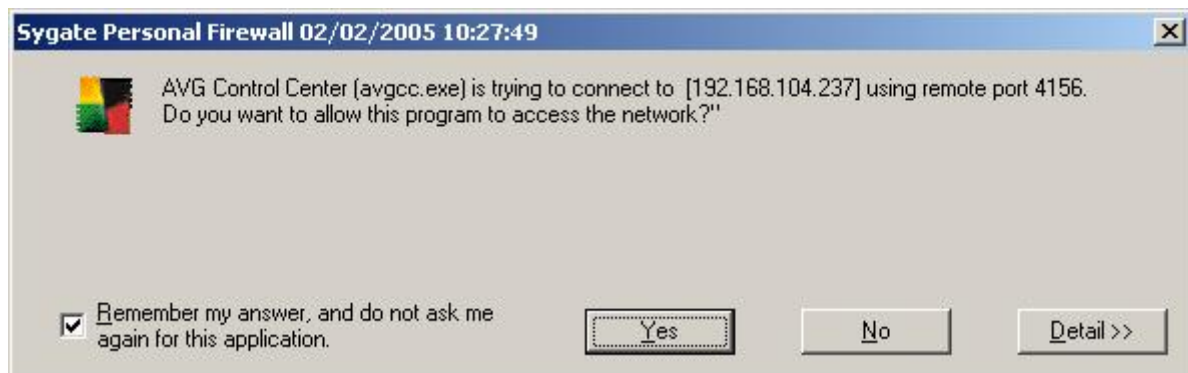 Sygate Personal Firewall 02/02/2005 10:27:49
AVG Control Center (avgcc.exe) is trying to connect to  [192.168.104.237] using remote port 4156.
Do you want to allow this program to access the network?"
Remember my answer, and do not ask me
again for this application.
Yes
No
Detail >>